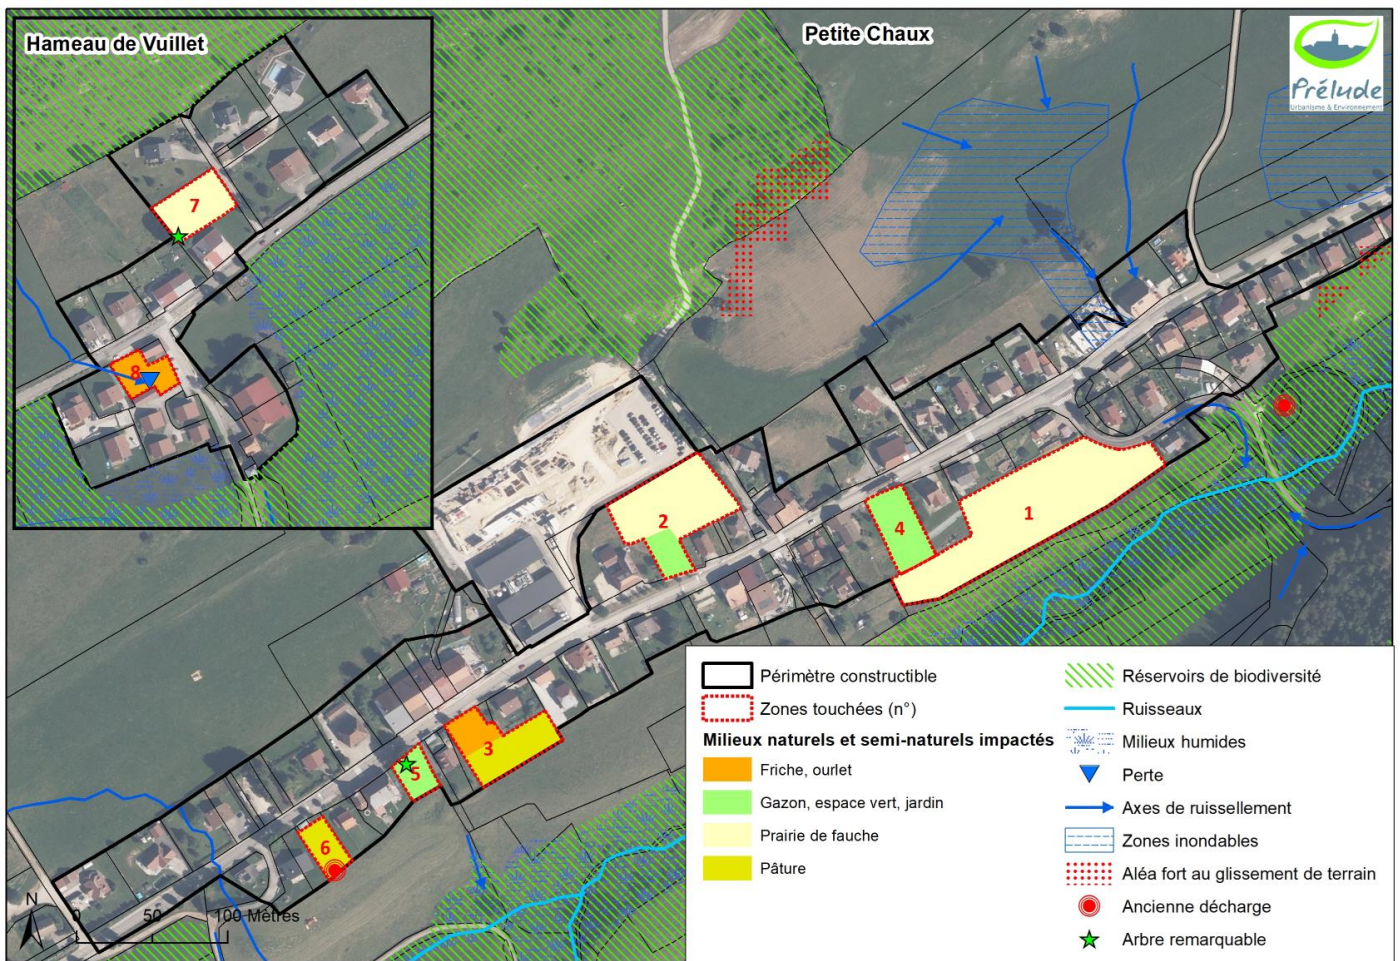 Hameau de Vuillet
Petite Chaux
Prélude
Urbanisme & Environnement
7
8
2
4
1
3
5
6
N
0 50 100 Mètres
Périmètre constructible
Zones touchées (n°)
Milieux naturels et semi-naturels impactés
Friche, ourlet
Gazon, espace vert, jardin
Prairie de fauche
Pâture
Réservoirs de biodiversité
Ruisseaux
Milieux humides
Perte
Axes de ruissellement
Zones inondables
Aléa fort au glissement de terrain
Ancienne décharge
Arbre remarquable